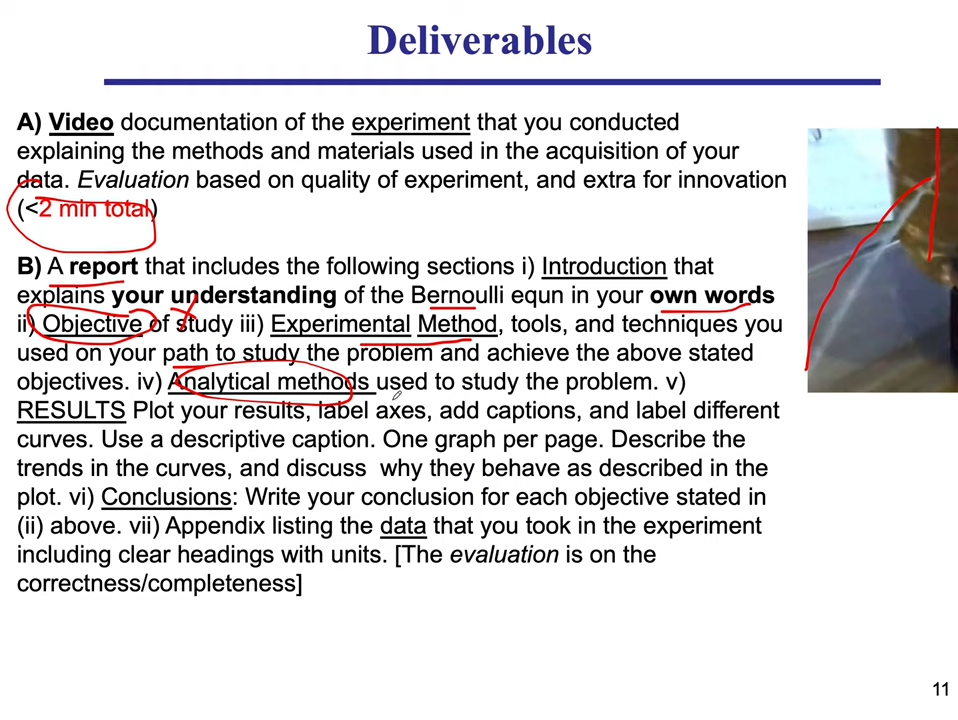 Deliverables
A) Video documentation of the experiment that you conducted
explaining the methods and materials used in the acquisition of your
data. Evaluation based on quality of experiment, and extra for innovation
(<2 min total)
B) A report that includes the following sections i) Introduction that
explains your understanding of the Bernoulli equn in your own words
ii) Objective of study iii) Experimental Method, tools, and techniques you
used on your path to study the problem and achieve the above stated
objectives. iv) Analytical methods used to study the problem. v)
RESULTS Plot your results, label axes, add captions, and label different
curves. Use a descriptive caption. One graph per page. Describe the
trends in the curves, and discuss why they behave as described in the
plot. vi) Conclusions: Write your conclusion for each objective stated in
(ii) above. vii) Appendix listing the data that you took in the experiment
including clear headings with units. [The evaluation is on the
correctness/completeness]
11